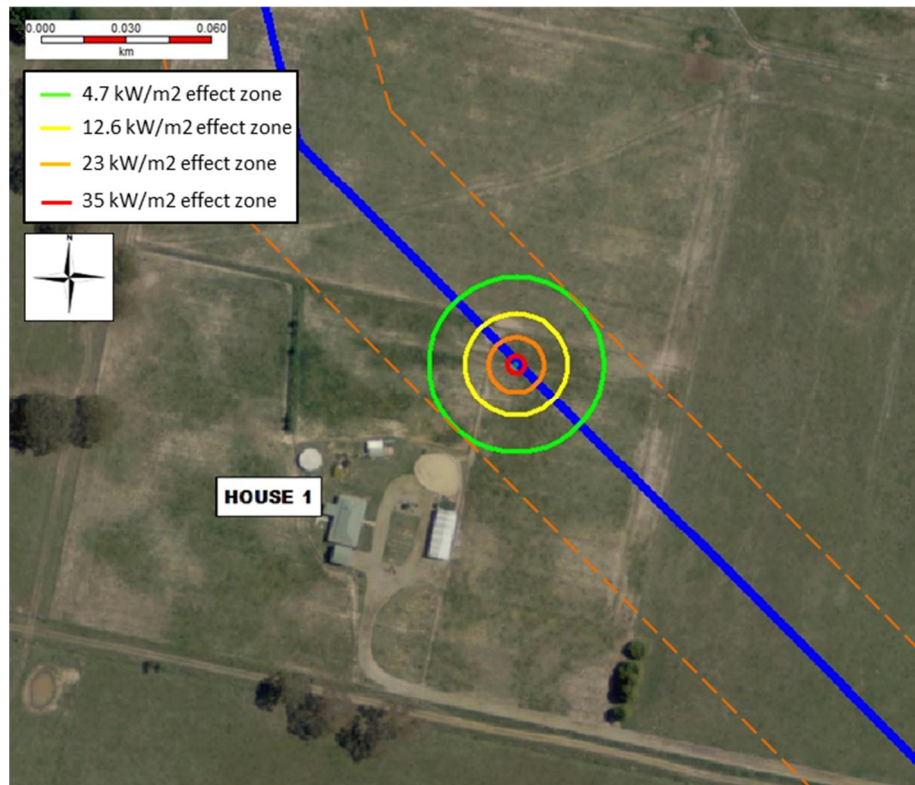 0.000 0.030 0.060
km
4.7 kW/m2 effect zone
12.6 kW/m2 effect zone
23 kW/m2 effect zone
35 kW/m2 effect zone
N
HOUSE 1